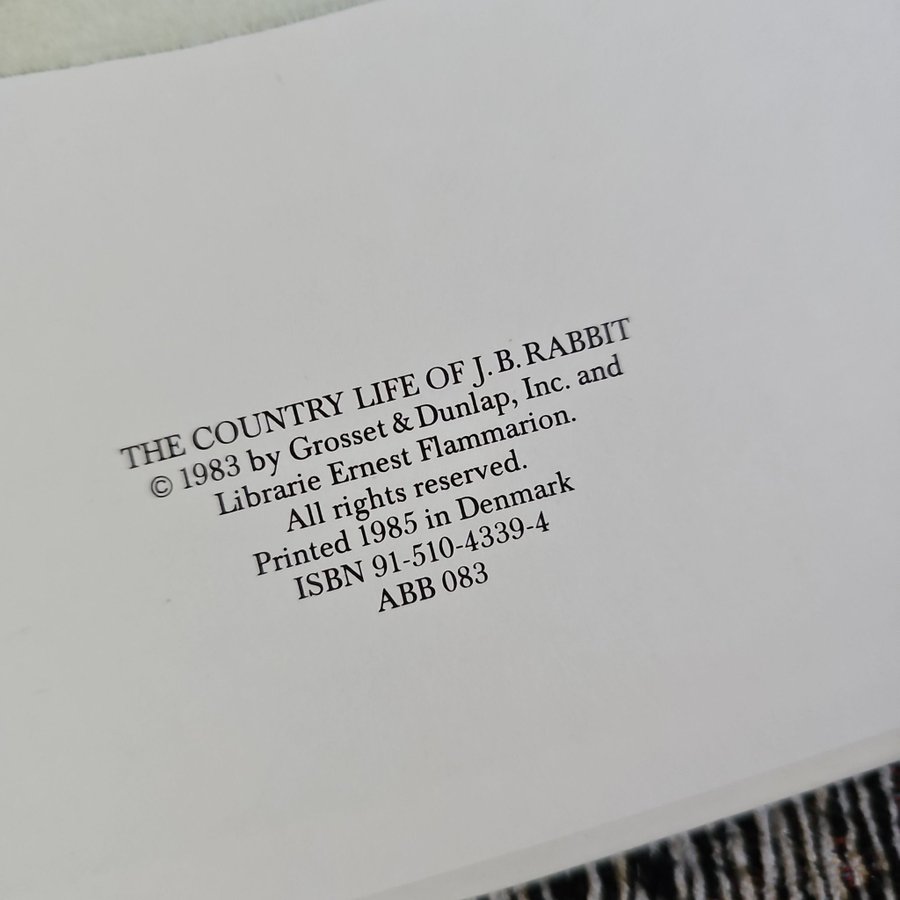 THE COUNTRY LIFE OF J. B. RABBIT
© 1983 by Grosset & Dunlap, Inc. and
Librarie Ernest Flammarion.
All rights reserved.
Printed 1985 in Denmark
ISBN 91-510-4339-4
ABB 083